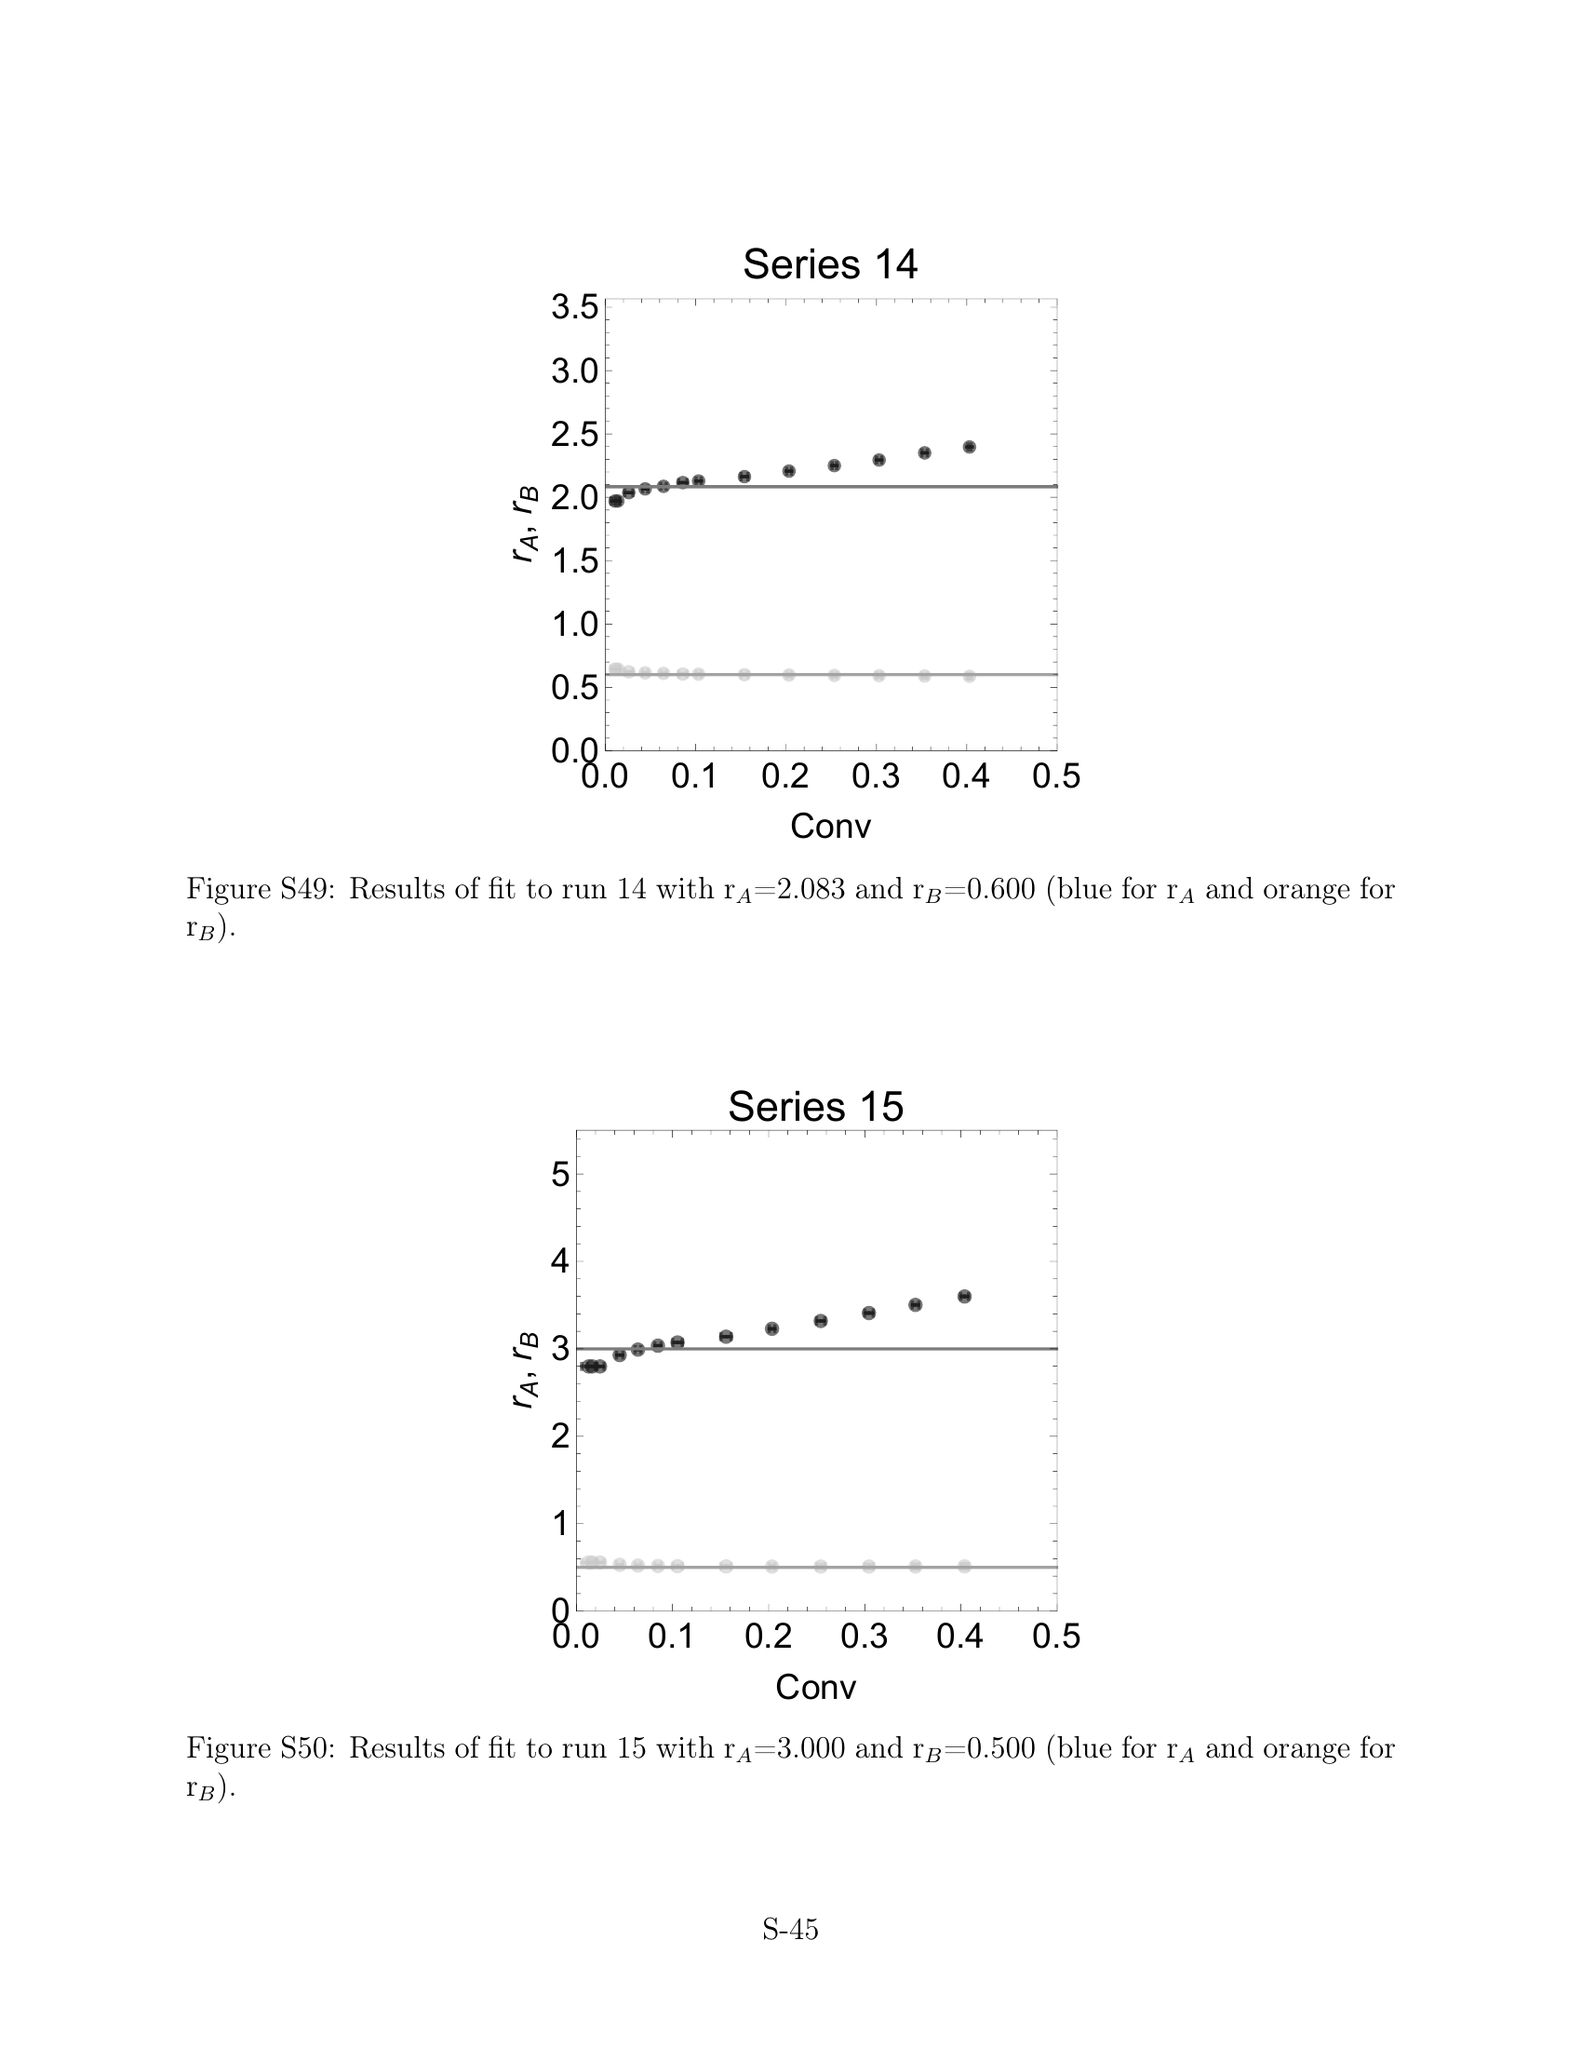 Series 14
3.5
3.0
2.5
2.0
1.5
1.0
0.5
0.0
r_A, r_B
0.0 0.1 0.2 0.3 0.4 0.5
Conv
Figure S49: Results of fit to run 14 with r_A=2.083 and r_B=0.600 (blue for r_A and orange for
r_B).
Series 15
5
4
3
2
1
0
r_A, r_B
0.0 0.1 0.2 0.3 0.4 0.5
Conv
Figure S50: Results of fit to run 15 with r_A=3.000 and r_B=0.500 (blue for r_A and orange for
r_B).
S-45